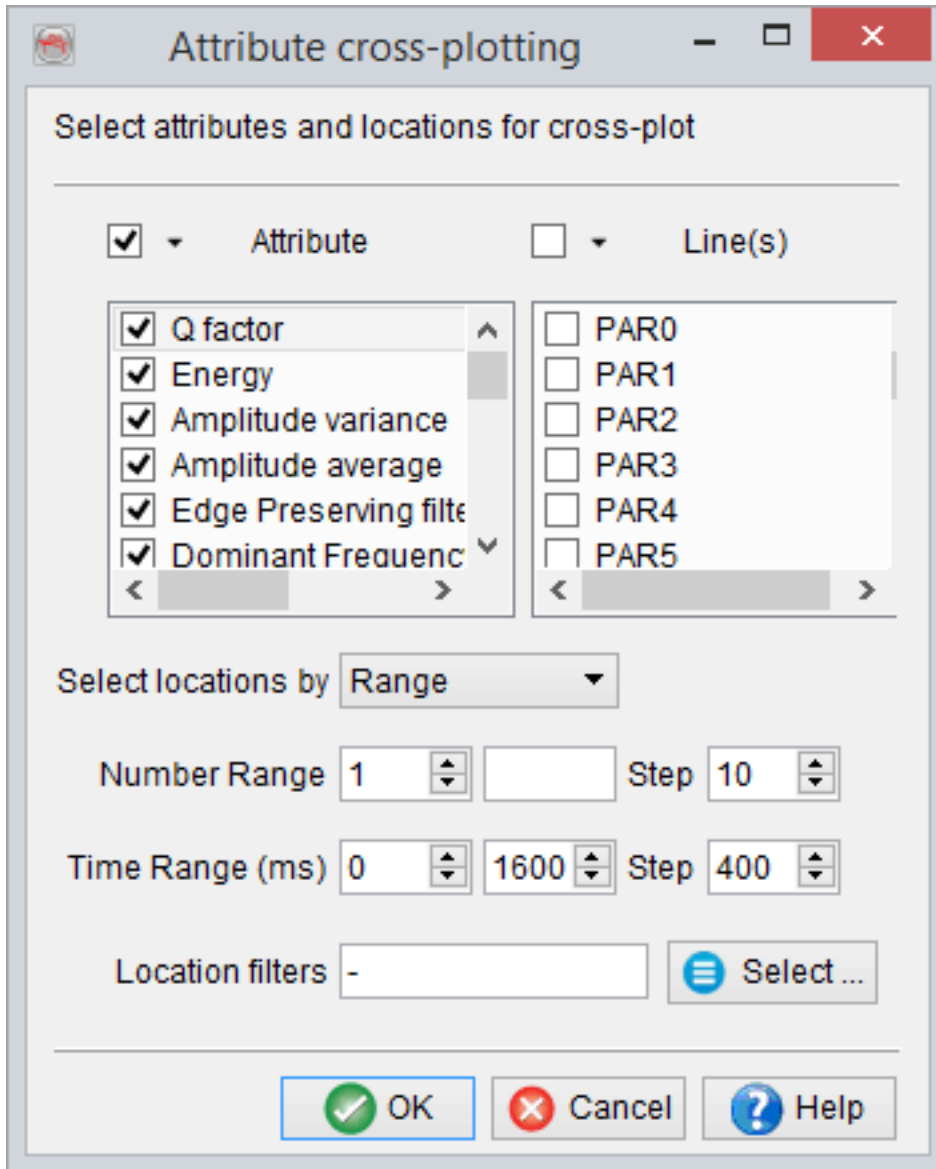 Attribute cross-plotting
Select attributes and locations for cross-plot
Attribute Line(s)
Q factor PAR0
Energy PAR1
Amplitude variance PAR2
Amplitude average PAR3
Edge Preserving filte PAR4
Dominant Frequenc PAR5
Select locations by Range
Number Range 1 Step 10
Time Range (ms) 0 1600 Step 400
Location filters - Select ...
OK Cancel Help